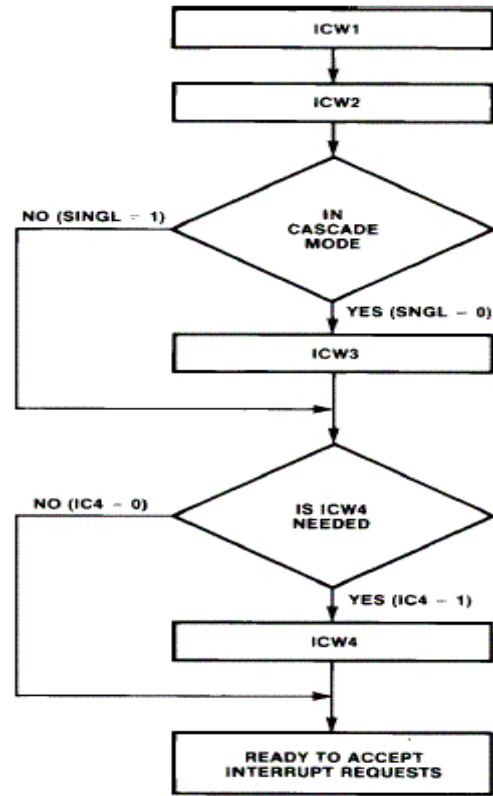 ICW1
ICW2
IN
CASCADE
MODE
NO (SINGL = 1)
YES (SNGL - 0)
ICW3
IS ICW4
NEEDED
NO (IC4 - 0)
YES (IC4 - 1)
ICW4
READY TO ACCEPT
INTERRUPT REQUESTS